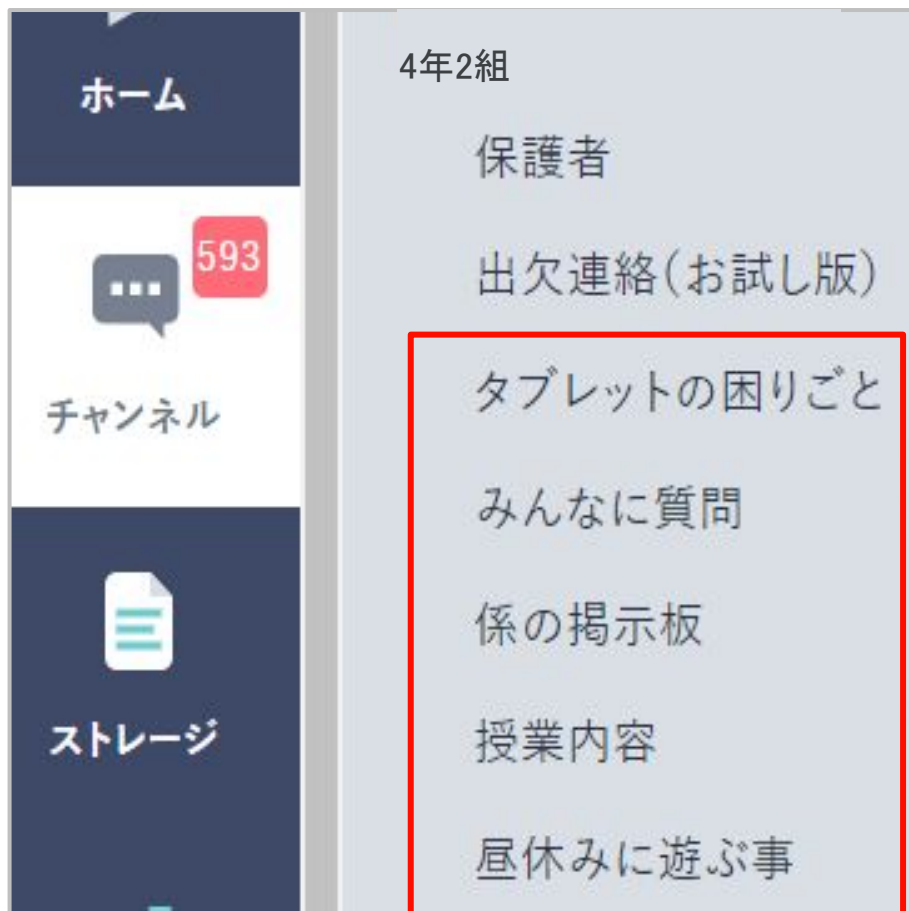 ホーム
593
チャンネル
ストレージ
4年2組
保護者
出欠連絡(お試し版)
タブレットの困りごと
みんなに質問
係の掲示板
授業内容
昼休みに遊ぶ事